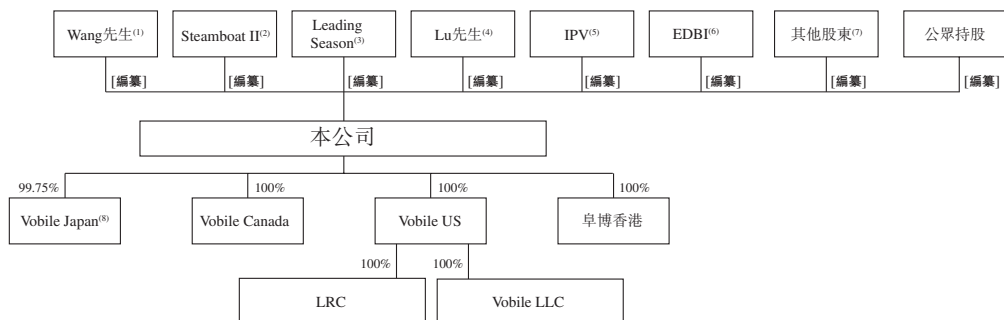 Wang先生(1)
Steamboat II(2)
Leading
Season(3)
Lu先生(4)
IPV(5)
EDBI(6)
其他股東(7)
公眾持股
[編纂]
[編纂]
[編纂]
[編纂]
[編纂]
[編纂]
[編纂]
[編纂]
本公司
99.75%
100%
100%
100%
Vobile Japan(8)
Vobile Canada
Vobile US
阜博香港
100%
100%
LRC
Vobile LLC